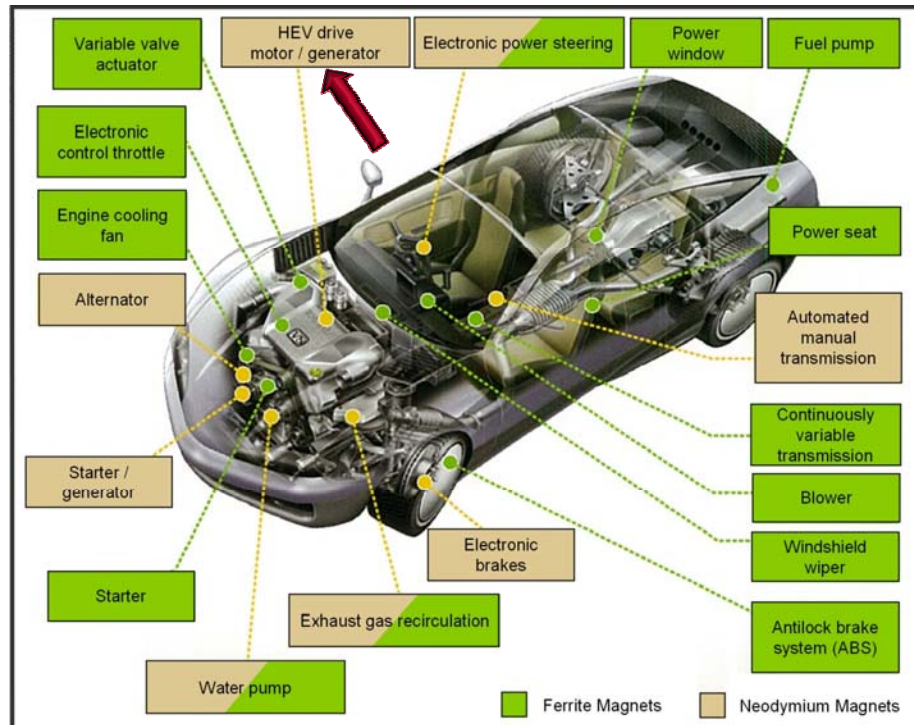 Variable valve
actuator
HEV drive
motor / generator
Electronic power steering
Power
window
Fuel pump
Electronic
control throttle
Engine cooling
fan
Alternator
Power seat
Automated
manual
transmission
Starter /
generator
Continuously
variable
transmission
Blower
Electronic
brakes
Windshield
wiper
Starter
Exhaust gas recirculation
Antilock brake
system (ABS)
Water pump
Ferrite Magnets
Neodymium Magnets